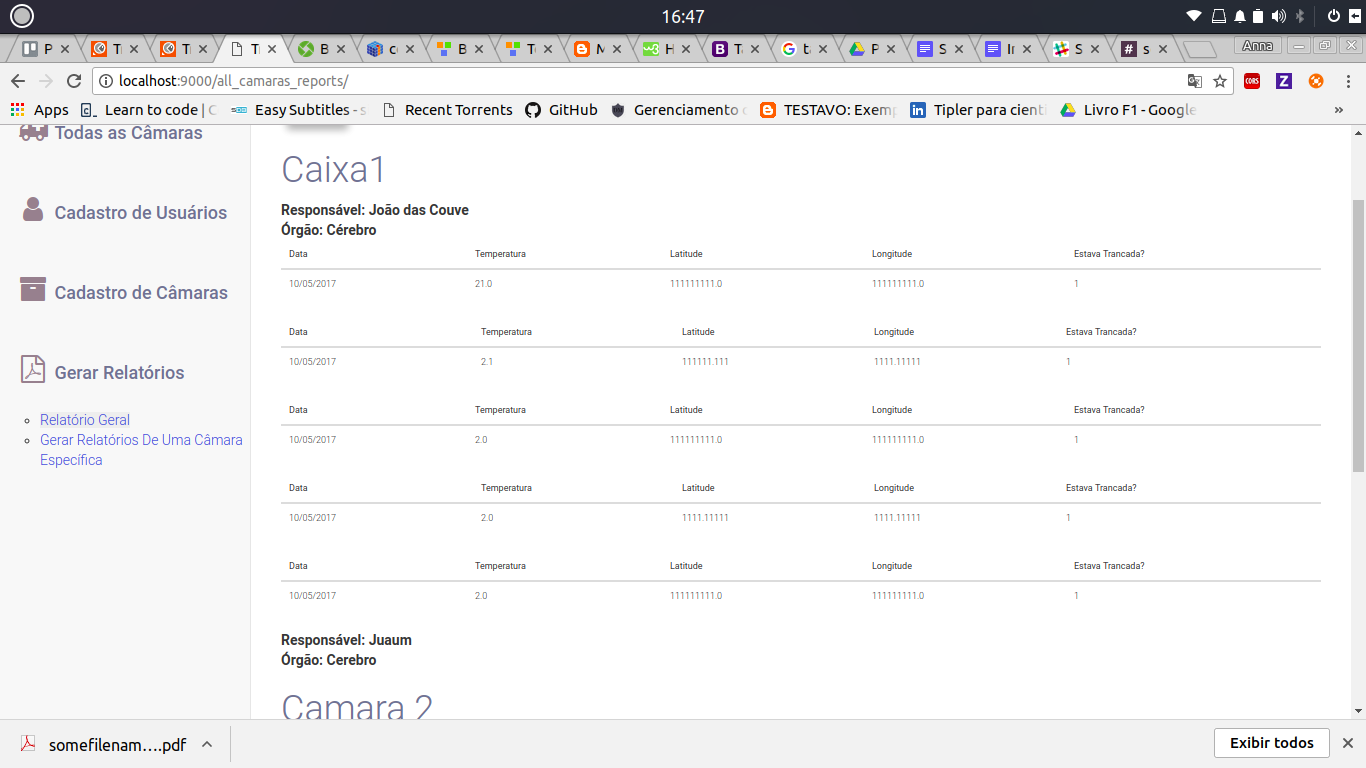 16:47
P Ti Ti Ti B c B T M H T t P S I S s Anna
localhost:9000/all_camaras_reports/
Apps Learn to code | C Easy Subtitles - s Recent Torrents GitHub Gerenciamento TESTAVO: Exemp Tipler para cienti Livro F1 - Google »
Todas as Câmaras
Cadastro de Usuários
Cadastro de Câmaras
Gerar Relatórios
Relatório Geral
Gerar Relatórios De Uma Câmara
Específica
Caixa1
Responsável: João das Couve
Órgão: Cérebro
Data Temperatura Latitude Longitude Estava Trancada?
10/05/2017 21.0 111111111.0 111111111.0 1
Data Temperatura Latitude Longitude Estava Trancada?
10/05/2017 2.1 111111.111 1111.11111 1
Data Temperatura Latitude Longitude Estava Trancada?
10/05/2017 2.0 111111111.0 111111111.0 1
Data Temperatura Latitude Longitude Estava Trancada?
10/05/2017 2.0 1111.11111 1111.11111 1
Data Temperatura Latitude Longitude Estava Trancada?
10/05/2017 2.0 111111111.0 111111111.0 1
Responsável: Juaum
Órgão: Cerebro
Camara 2
somefilenam....pdf Exibir todos